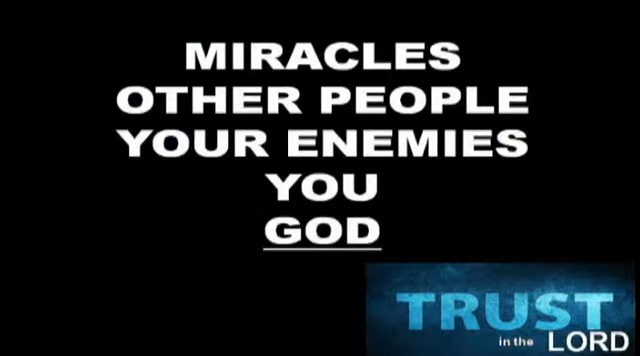 MIRACLES
OTHER PEOPLE
YOUR ENEMIES
YOU
GOD
TRUST
in the LORD